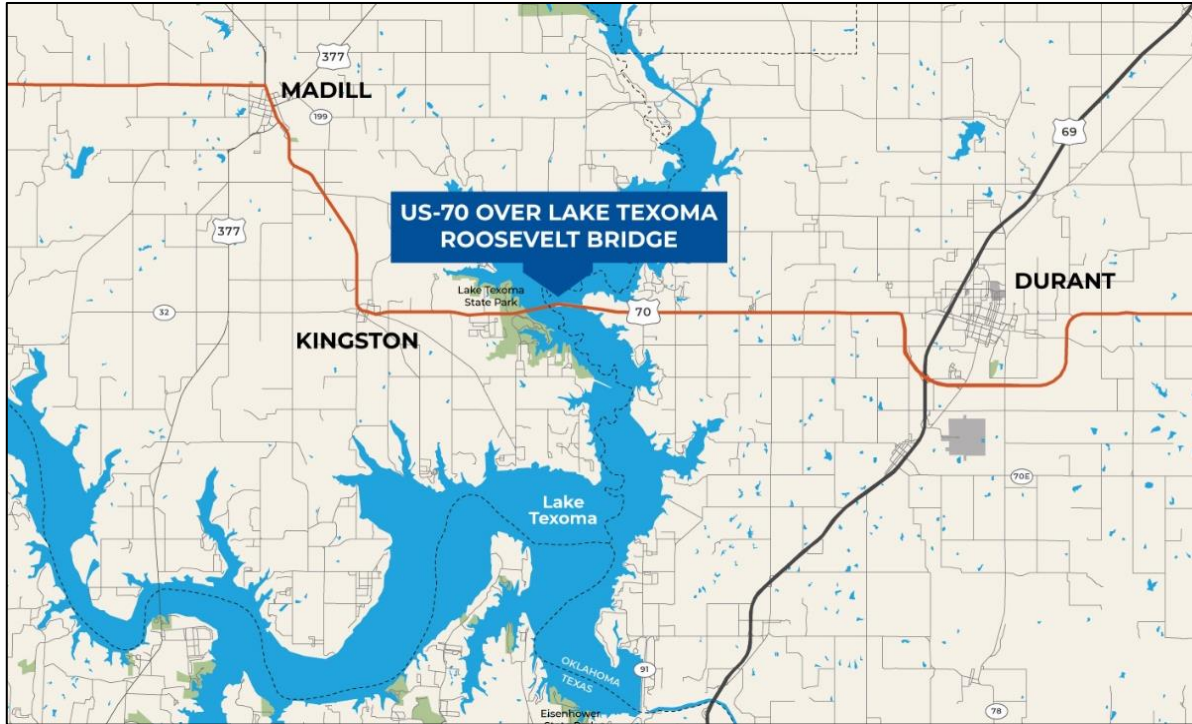 377
MADILL
199
69
US-70 OVER LAKE TEXOMA
ROOSEVELT BRIDGE
377
DURANT
Lake Texoma
State Park
32
70
KINGSTON
70E
Lake
Texoma
OKLAHOMA
TEXAS
91
78
Eisenhower